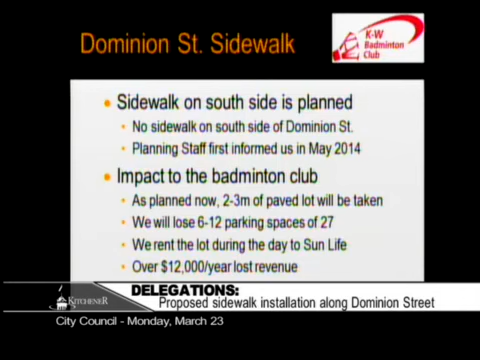 Dominion St. Sidewalk
K-W
Badminton
Club
• Sidewalk on south side is planned
• No sidewalk on south side of Dominion St.
• Planning Staff first informed us in May 2014
• Impact to the badminton club
• As planned now, 2-3m of paved lot will be taken
• We will lose 6-12 parking spaces of 27
• We rent the lot during the day to Sun Life
• Over $12,000/year lost revenue
DELEGATIONS:
KITCHENER
Proposed sidewalk installation along Dominion Street
City Council - Monday, March 23